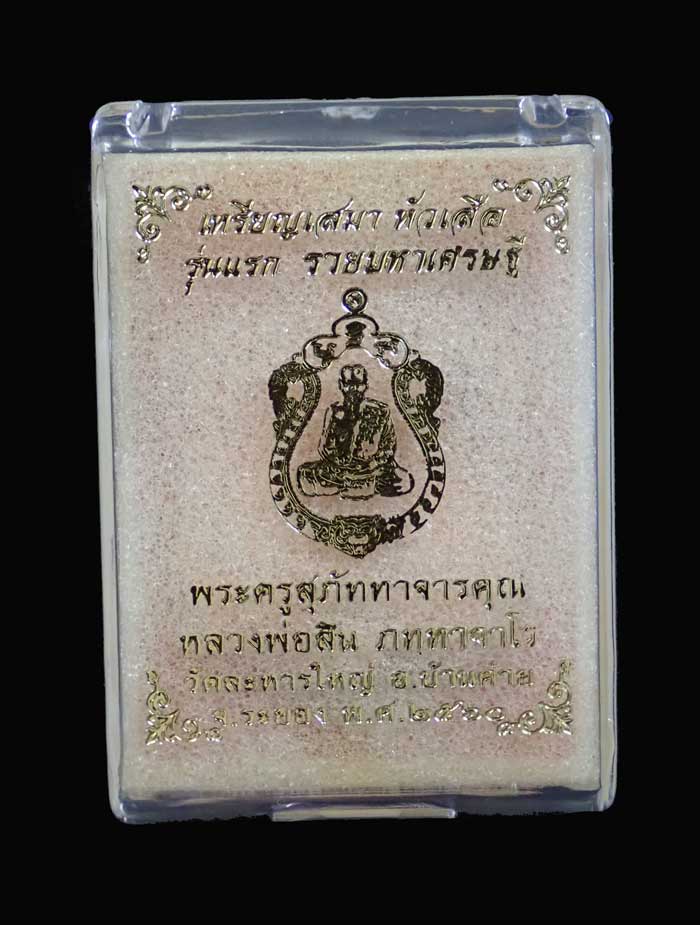 เหรียญเสมา หัวเสือ
รุ่นแรก รวยมหาเศรษฐี
พระครูสุภัททาจารคุณ
หลวงพ่อสิน ภทฺทาจาโร
วัดละหารใหญ่ อ.บ้านค่าย
จ.ระยอง พ.ศ.๒๕๖๐